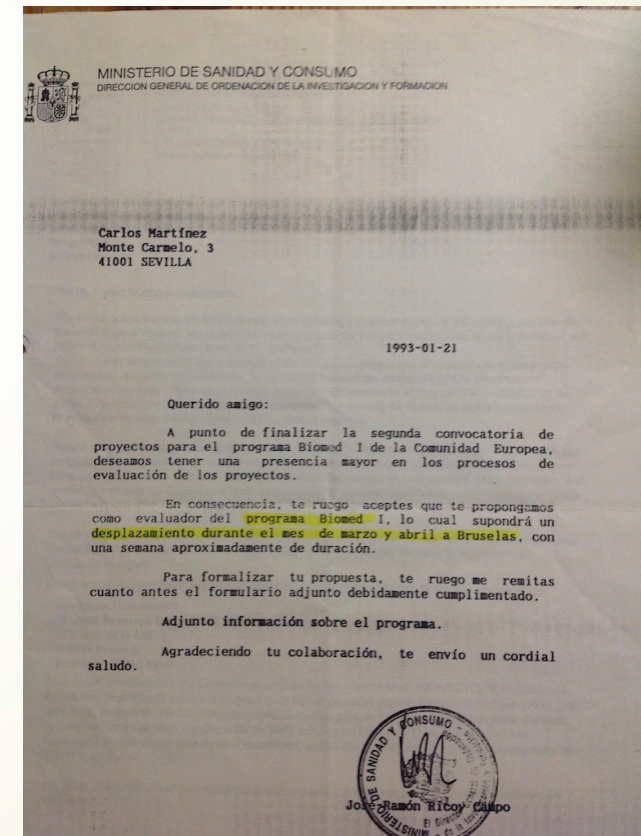 MINISTERIO DE SANIDAD Y CONSUMO
DIRECCION GENERAL DE ORDENACION DE LA INVESTIGACION Y FORMACION
Carlos Martínez
Monte Carmelo, 3
41001 SEVILLA
1993-01-21
Querido amigo:
A punto de finalizar la segunda convocatoria de
proyectos para el programa Biomed I de la Comunidad Europea,
deseamos tener una presencia mayor en los procesos de
evaluación de los proyectos.
En consecuencia, te ruego aceptes que te propongamos
como evaluador del programa Biomed I, lo cual supondrá un
desplazamiento durante el mes de marzo y abril a Bruselas, con
una semana aproximadamente de duración.
Para formalizar tu propuesta, te ruego me remitas
cuanto antes el formulario adjunto debidamente cumplimentado.
Adjunto información sobre el programa.
Agradeciendo tu colaboración, te envío un cordial
saludo.
MINISTERIO DE SANIDAD Y CONSUMO
José Ramón Ricoy Campo
El Director